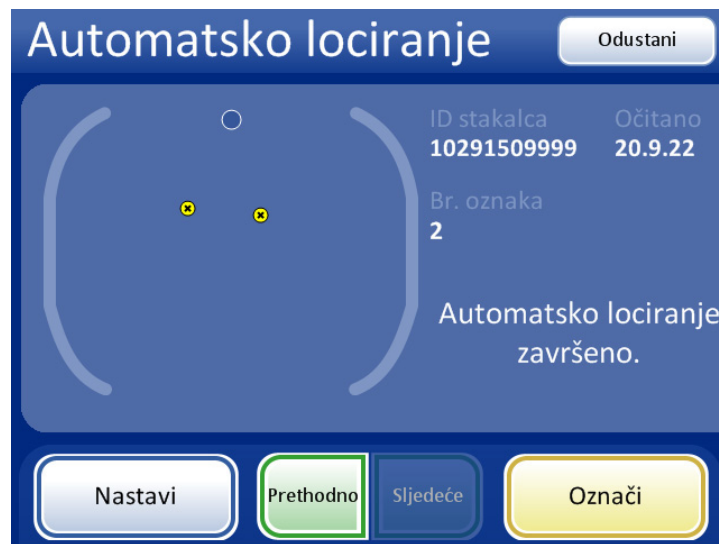 Automatsko lociranje
Odustani
ID stakalca
Očitano
10291509999
20.9.22
Br. oznaka
2
Automatsko lociranje
završeno.
Nastavi
Prethodno
Sljedeće
Označi